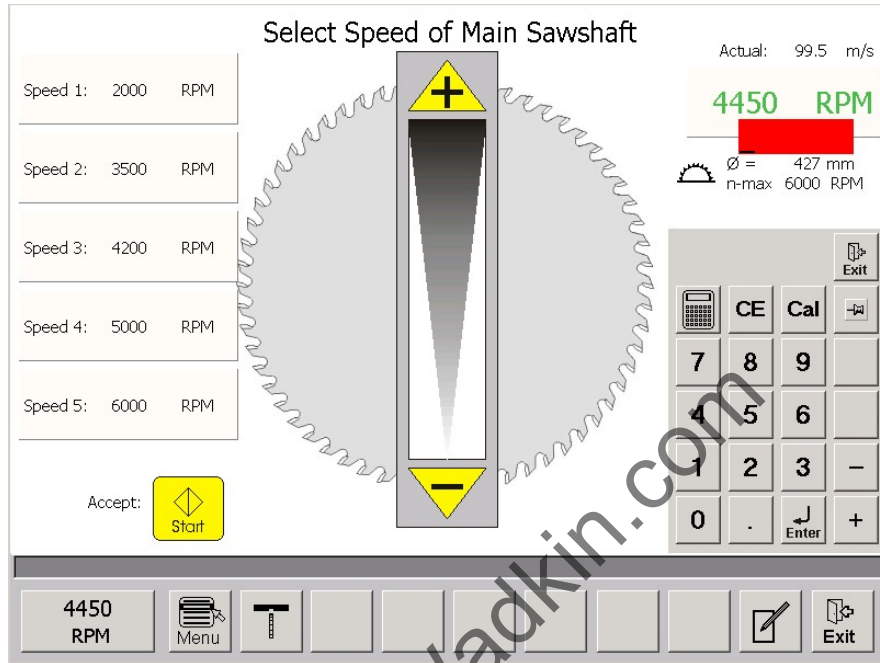 Select Speed of Main Sawshaft
Actual: 99.5 m/s
4450 RPM
Ø = 427 mm
n-max 6000 RPM
Speed 1: 2000 RPM
Speed 2: 3500 RPM
Speed 3: 4200 RPM
Speed 4: 5000 RPM
Speed 5: 6000 RPM
Accept:
Start
+
−
Exit
CE Cal
7 8 9
4 5 6
1 2 3 −
0 . Enter +
4450
RPM
Menu
Exit